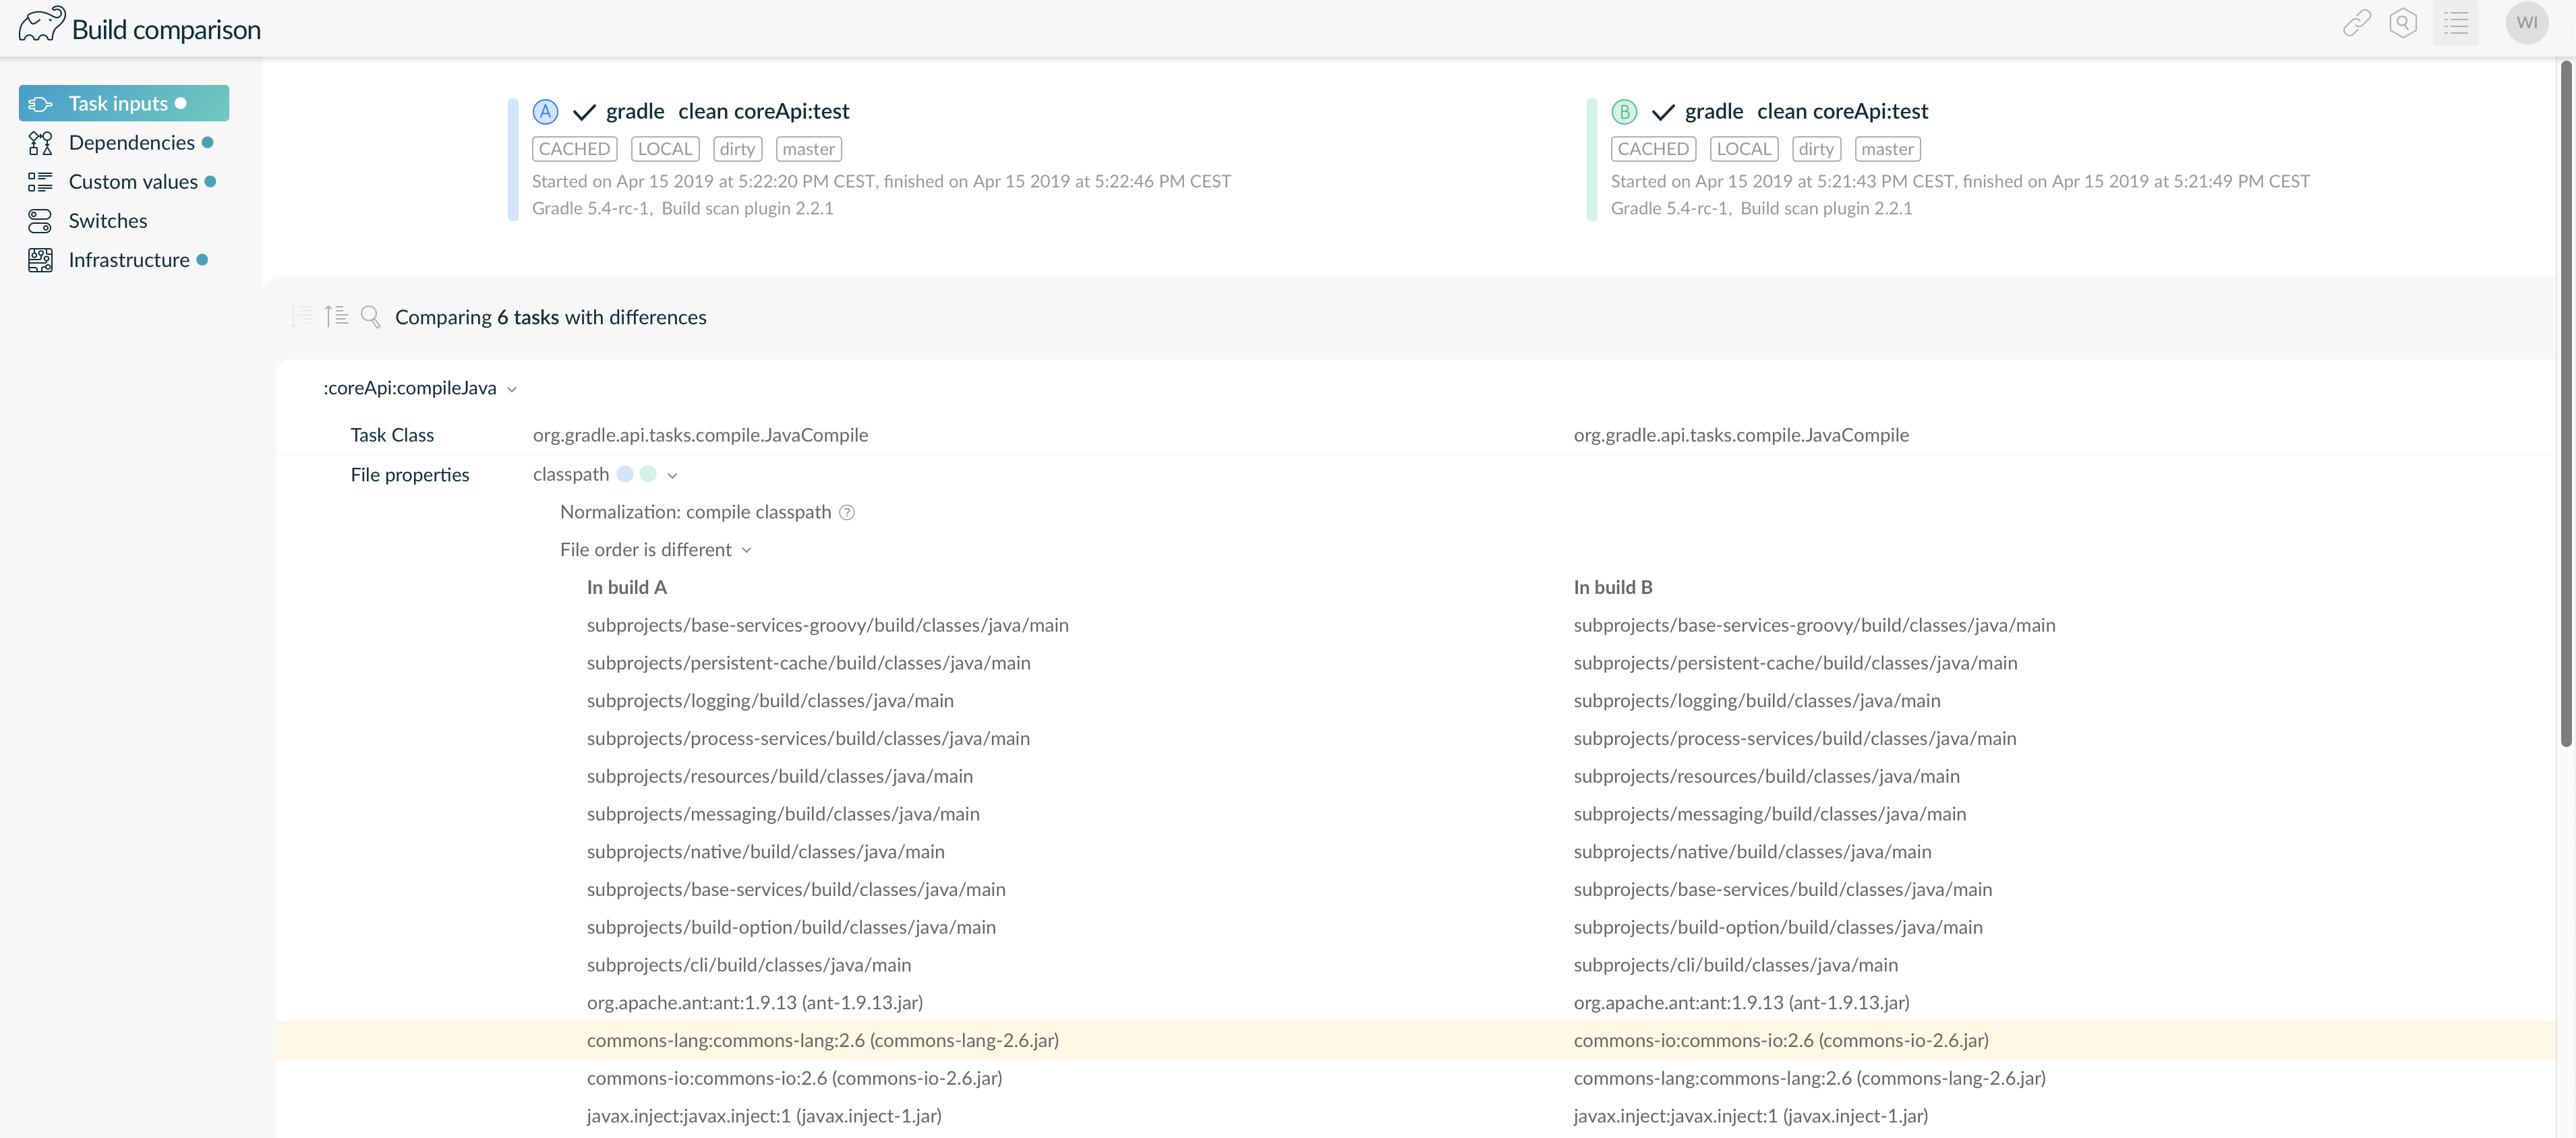 Build comparison
WI
Task inputs
Dependencies
Custom values
Switches
Infrastructure
A gradle clean coreApi:test
CACHED LOCAL dirty master
Started on Apr 15 2019 at 5:22:20 PM CEST, finished on Apr 15 2019 at 5:22:46 PM CEST
Gradle 5.4-rc-1, Build scan plugin 2.2.1
B gradle clean coreApi:test
CACHED LOCAL dirty master
Started on Apr 15 2019 at 5:21:43 PM CEST, finished on Apr 15 2019 at 5:21:49 PM CEST
Gradle 5.4-rc-1, Build scan plugin 2.2.1
Comparing 6 tasks with differences
:coreApi:compileJava
Task Class org.gradle.api.tasks.compile.JavaCompile org.gradle.api.tasks.compile.JavaCompile
File properties classpath
Normalization: compile classpath ?
File order is different
In build A In build B
subprojects/base-services-groovy/build/classes/java/main subprojects/base-services-groovy/build/classes/java/main
subprojects/persistent-cache/build/classes/java/main subprojects/persistent-cache/build/classes/java/main
subprojects/logging/build/classes/java/main subprojects/logging/build/classes/java/main
subprojects/process-services/build/classes/java/main subprojects/process-services/build/classes/java/main
subprojects/resources/build/classes/java/main subprojects/resources/build/classes/java/main
subprojects/messaging/build/classes/java/main subprojects/messaging/build/classes/java/main
subprojects/native/build/classes/java/main subprojects/native/build/classes/java/main
subprojects/base-services/build/classes/java/main subprojects/base-services/build/classes/java/main
subprojects/build-option/build/classes/java/main subprojects/build-option/build/classes/java/main
subprojects/cli/build/classes/java/main subprojects/cli/build/classes/java/main
org.apache.ant:ant:1.9.13 (ant-1.9.13.jar) org.apache.ant:ant:1.9.13 (ant-1.9.13.jar)
commons-lang:commons-lang:2.6 (commons-lang-2.6.jar) commons-io:commons-io:2.6 (commons-io-2.6.jar)
commons-io:commons-io:2.6 (commons-io-2.6.jar) commons-lang:commons-lang:2.6 (commons-lang-2.6.jar)
javax.inject:javax.inject:1 (javax.inject-1.jar) javax.inject:javax.inject:1 (javax.inject-1.jar)